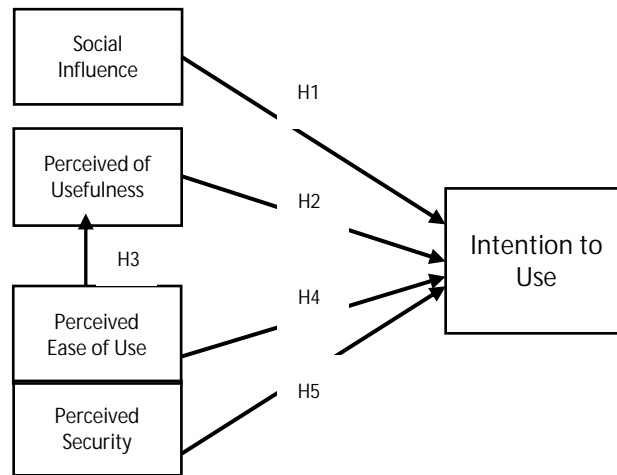 Social
Influence
H1
Perceived of
Usefulness
H2
Intention to
Use
H3
Perceived
Ease of Use
H4
Perceived
Security
H5